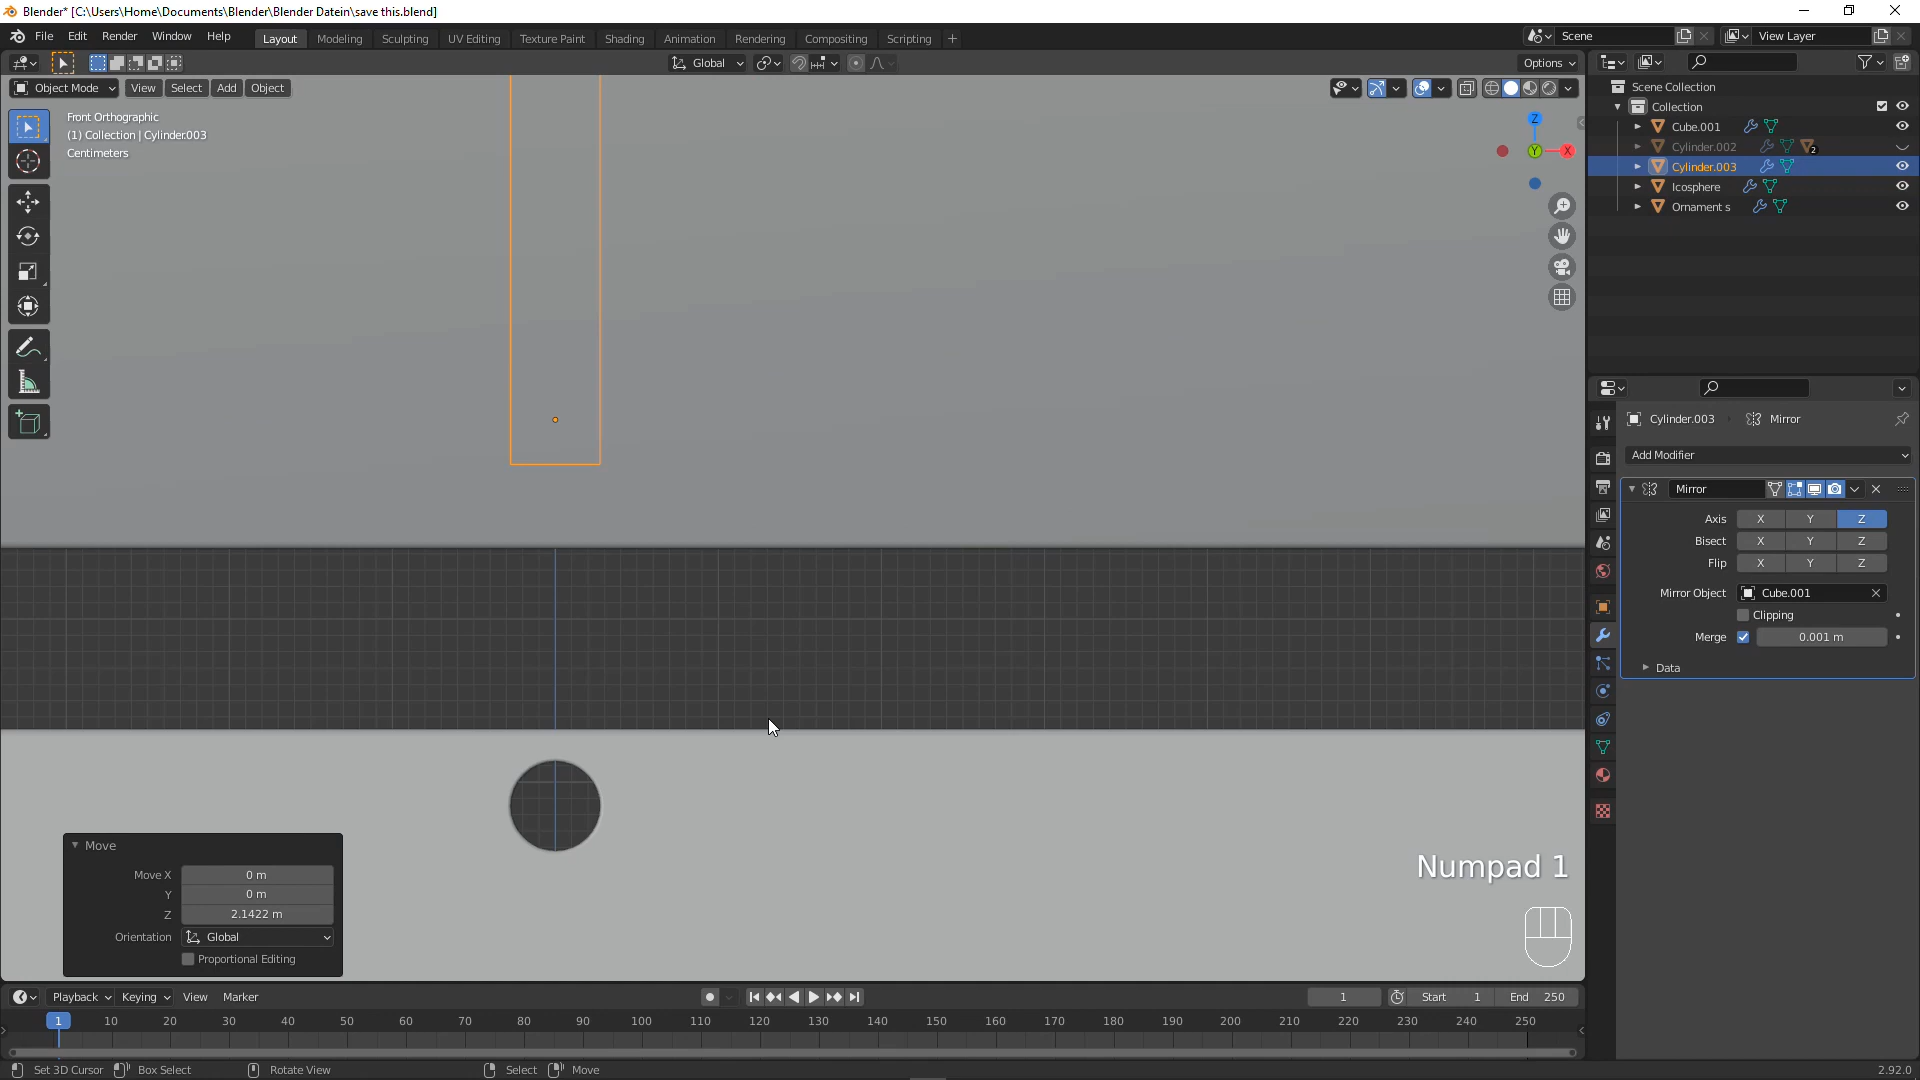 Blender* [C:\Users\Home\Documents\Blender\Blender Datein\save this.blend]
File Edit Render Window Help Layout Modeling Sculpting UV Editing Texture Paint Shading Animation Rendering Compositing Scripting + Scene View Layer
Global Options
Object Mode View Select Add Object
Front Orthographic
(1) Collection | Cylinder.003
Centimeters
Z
Y
X
Scene Collection
Collection
Cube.001
Cylinder.002 2
Cylinder.003
Icosphere
Ornament s
Cylinder.003 Mirror
Add Modifier
Mirror
Axis X Y Z
Bisect X Y Z
Flip X Y Z
Mirror Object Cube.001
Clipping
Merge 0.001 m
Data
Move
Move X 0 m
Y 0 m
Z 2.1422 m
Orientation Global
Proportional Editing
Numpad 1
Playback Keying View Marker 1 Start 1 End 250
1 10 20 30 40 50 60 70 80 90 100 110 120 130 140 150 160 170 180 190 200 210 220 230 240 250
Set 3D Cursor Box Select Rotate View Select Move 2.92.0